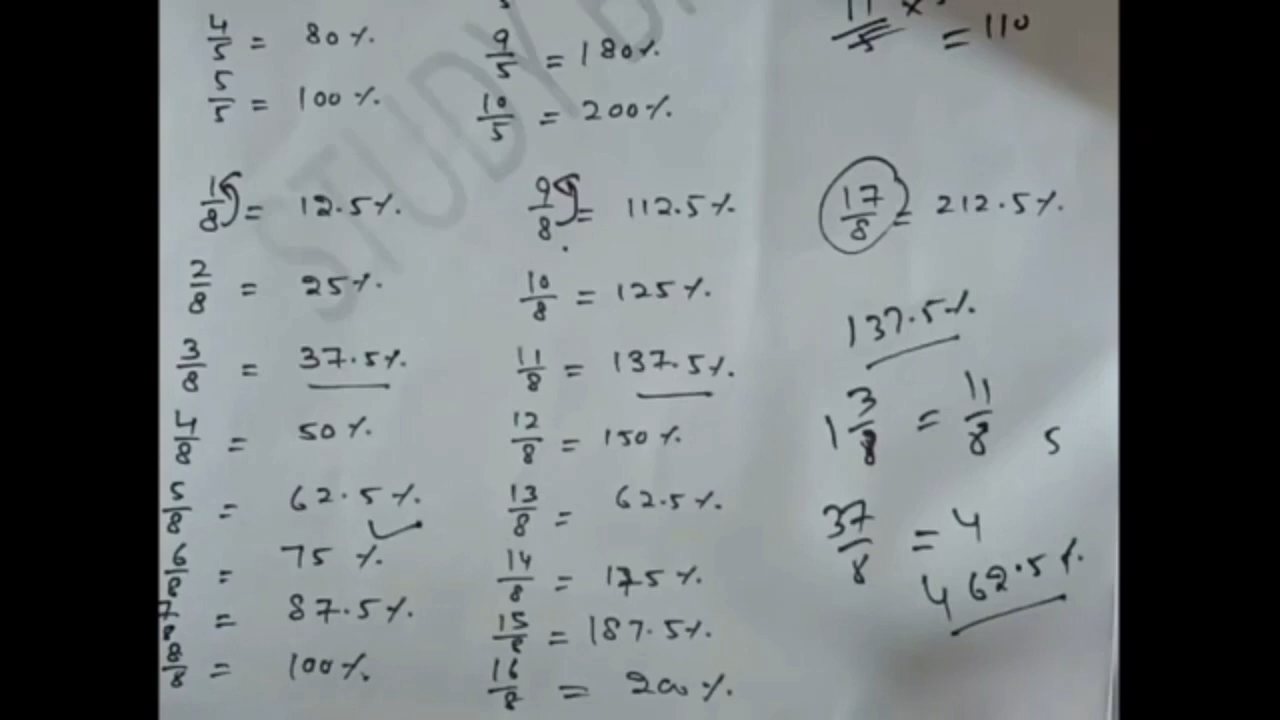 4/5 = 80%
9/5 = 180%
= 110
5/5 = 100%
10/5 = 200%
STUDY
1/8 = 12.5%
9/8 = 112.5%
17/8 = 212.5%
2/8 = 25%
10/8 = 125%
137.5%
3/8 = 37.5%
11/8 = 137.5%
1 3/8 = 11/8 5
4/8 = 50%
12/8 = 150%
5/8 = 62.5%
13/8 = 62.5%
37/8 = 4
6/8 = 75%
14/8 = 175%
462.5%
7/8 = 87.5%
15/8 = 187.5%
8/8 = 100%
16/8 = 200%